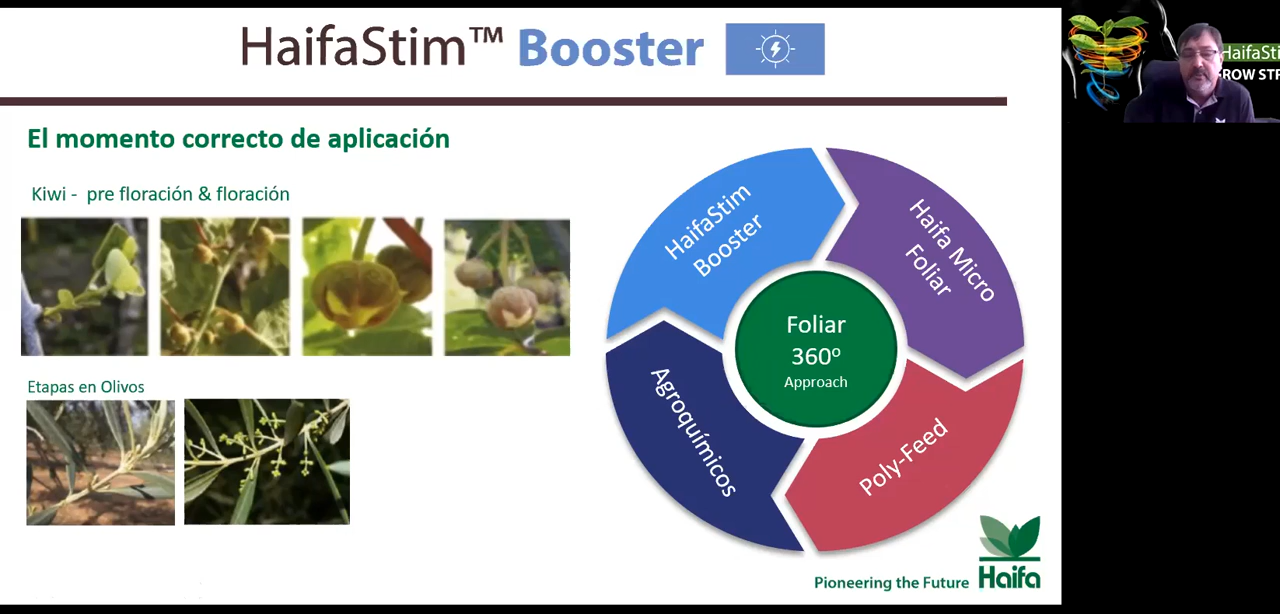 HaifaStim™ Booster
El momento correcto de aplicación
Kiwi - pre floración & floración
Etapas en Olivos
HaifaStim
Booster
Haifa Micro
Foliar
Poly-Feed
Agroquímicos
Foliar
360º
Approach
Pioneering the Future
Haifa
HaifaSti
ROW STR